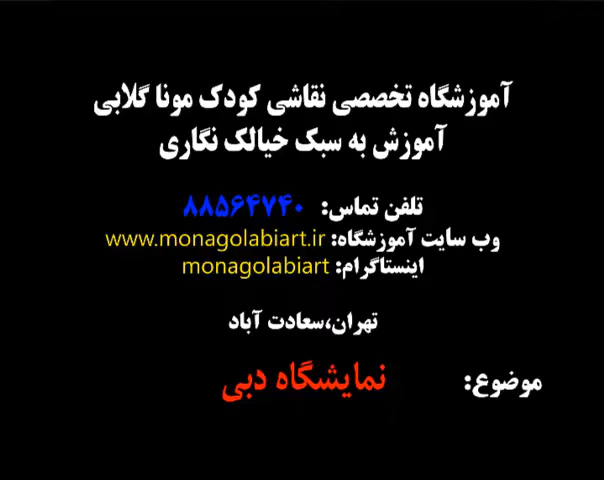 آموزشگاه تخصصی نقاشی کودک مونا گلابی
آموزش به سبک خیالک نگاری
تلفن تماس: ۸۸۵۶۴۷۴۰
وب سایت آموزشگاه: www.monagolabiart.ir
اینستاگرام: monagolabiart
تهران،سعادت آباد
موضوع: نمایشگاه دبی